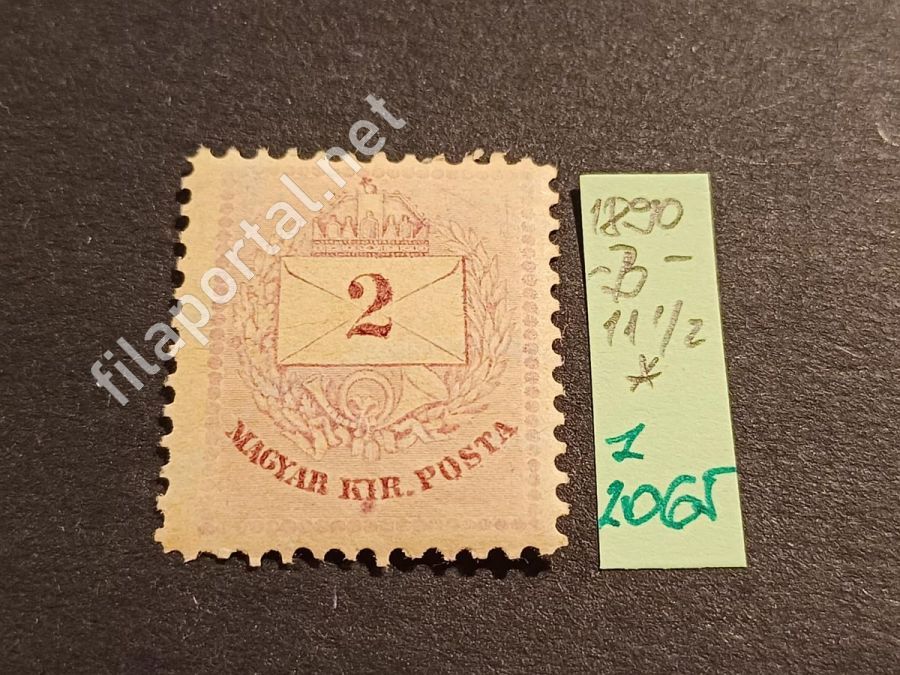 filaportal.net
2
MAGYAR KIR. POSTA
1890
-B-
11 1/2
*
1
2065